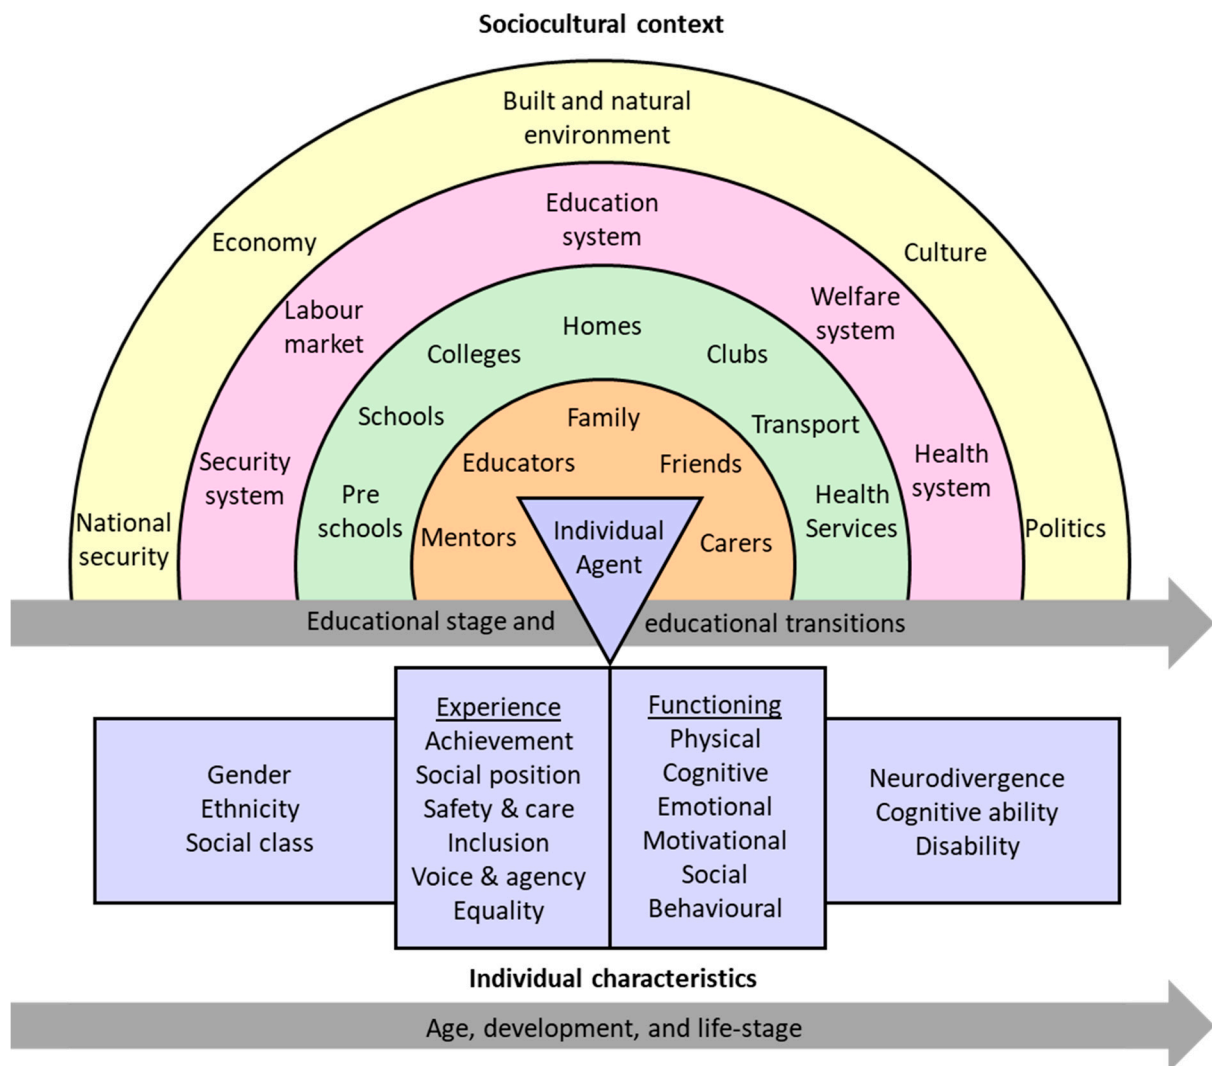 Sociocultural context
Built and natural
environment
Economy
Culture
National
security
Politics
Education
system
Labour
market
Welfare
system
Security
system
Health
system
Homes
Colleges
Clubs
Schools
Transport
Pre
schools
Health
Services
Family
Educators
Friends
Mentors
Carers
Individual
Agent
Educational stage and
educational transitions
Gender
Ethnicity
Social class
Experience
Achievement
Social position
Safety & care
Inclusion
Voice & agency
Equality
Functioning
Physical
Cognitive
Emotional
Motivational
Social
Behavioural
Neurodivergence
Cognitive ability
Disability
Individual characteristics
Age, development, and life-stage